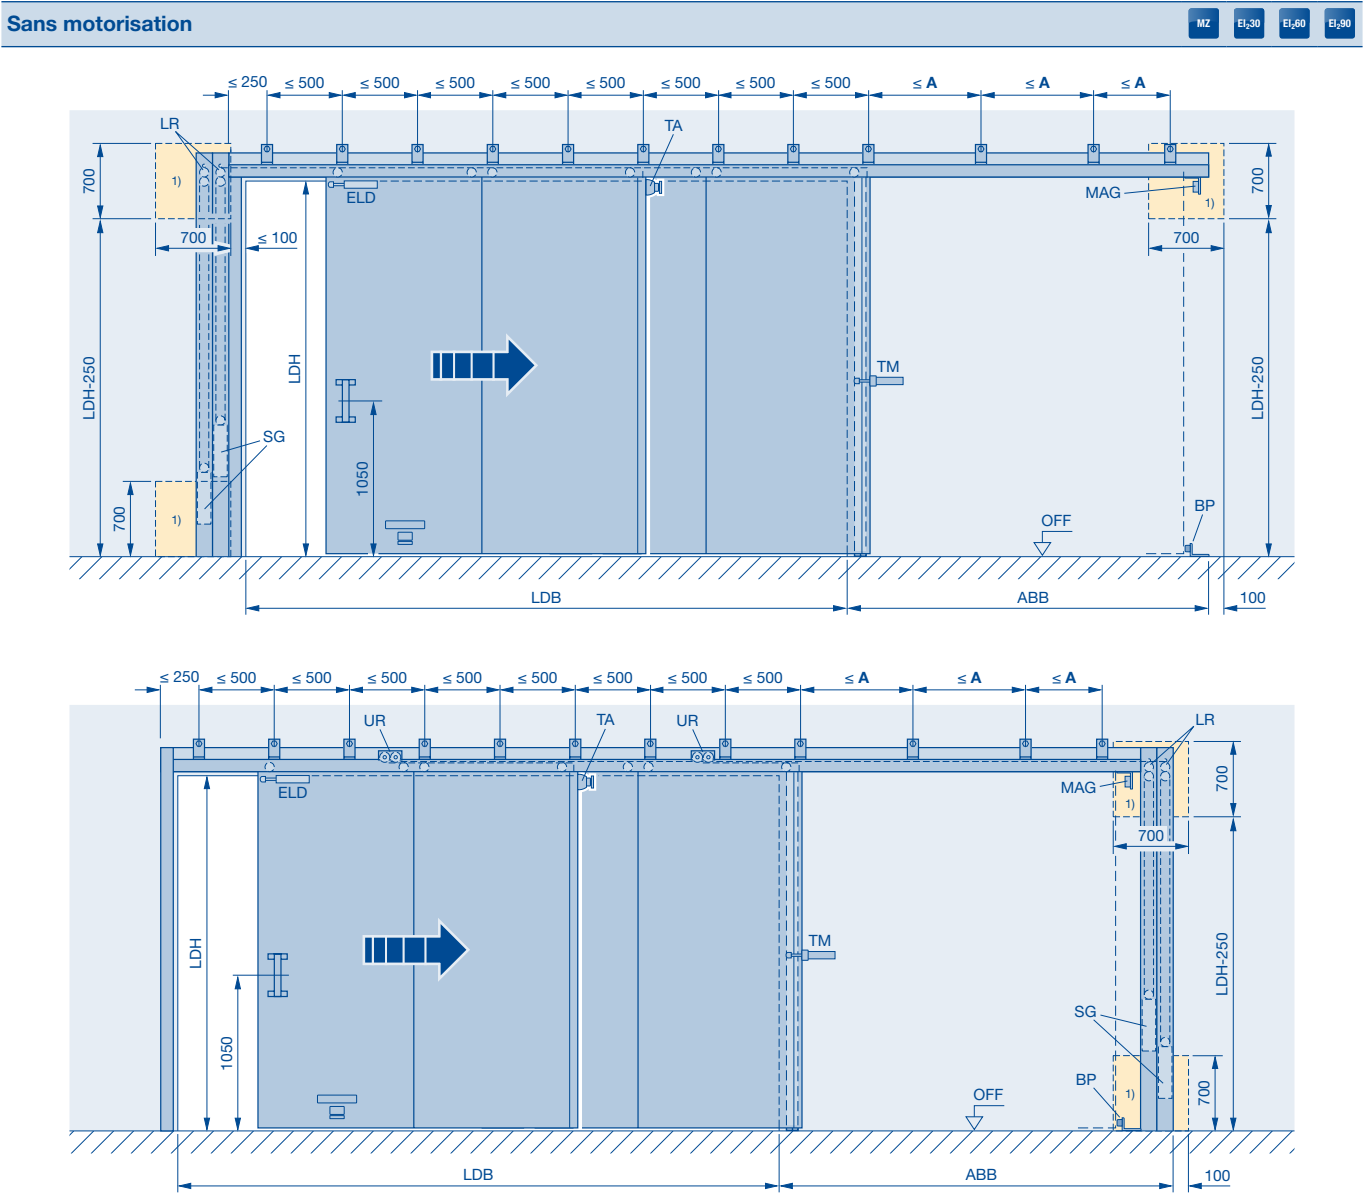 Sans motorisation
MZ EI₂30 EI₂60 EI₂90
≤ 250 ≤ 500 ≤ 500 ≤ 500 ≤ 500 ≤ 500 ≤ 500 ≤ 500 ≤ 500 ≤ A ≤ A ≤ A
LR TA
700 1) ELD MAG 1) 700
700 ≤ 100 700
LDH-250 LDH TM LDH-250
SG
1050
700 1) OFF BP
LDB ABB 100
≤ 250 ≤ 500 ≤ 500 ≤ 500 ≤ 500 ≤ 500 ≤ 500 ≤ 500 ≤ 500 ≤ A ≤ A ≤ A
UR TA UR LR
ELD MAG 1) 700
700
LDH TM LDH-250
SG
1050 OFF BP 1) 700
LDB ABB 100